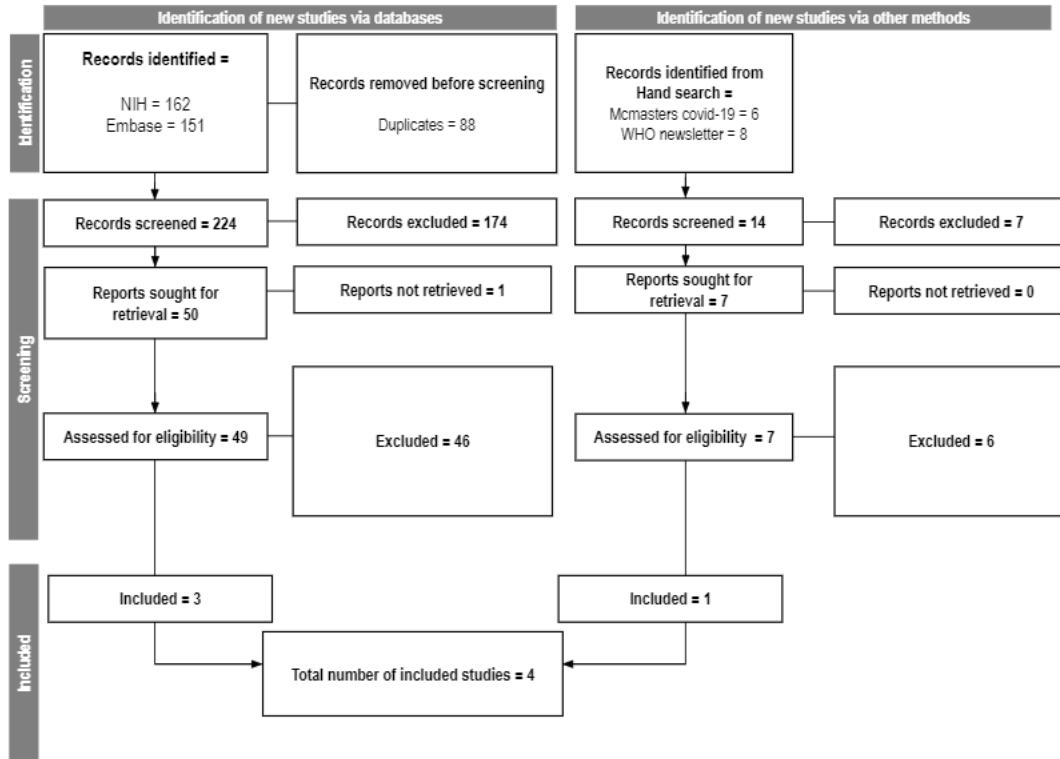 Identification of new studies via databases
Identification of new studies via other methods
Identification
Records identified =
NIH = 162
Embase = 151
Records removed before screening
Duplicates = 88
Records identified from
Hand search =
Mcmasters covid-19 = 6
WHO newsletter = 8
Screening
Records screened = 224
Records excluded = 174
Records screened = 14
Records excluded = 7
Reports sought for
retrieval = 50
Reports not retrieved = 1
Reports sought for
retrieval = 7
Reports not retrieved = 0
Assessed for eligibility = 49
Excluded = 46
Assessed for eligibility = 7
Excluded = 6
Included
Included = 3
Included = 1
Total number of included studies = 4